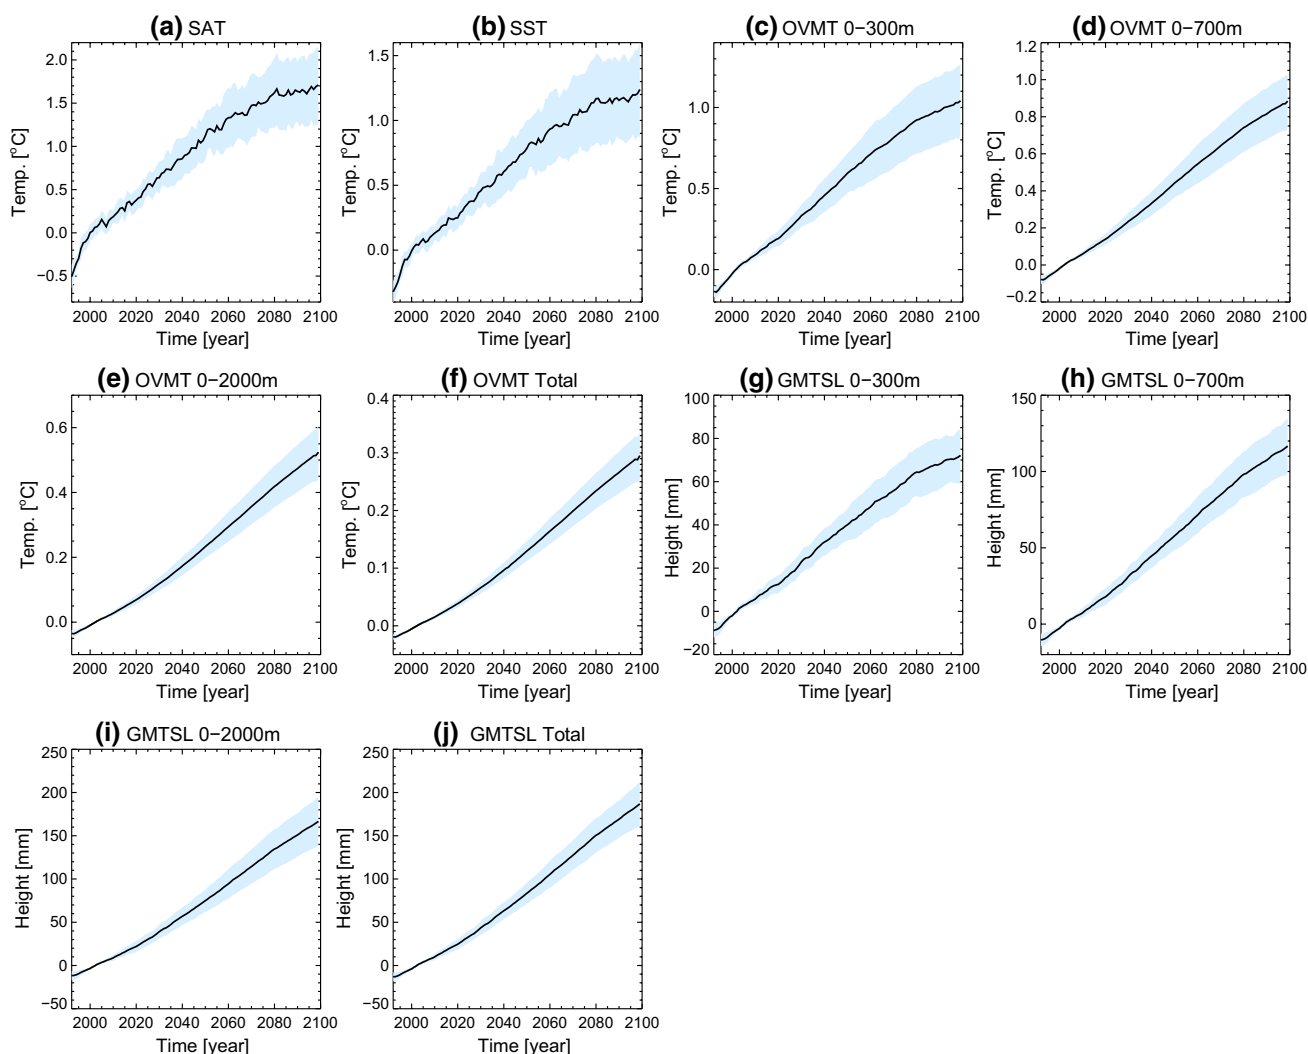 (a) SAT
Temp. [°C]
2.0
1.5
1.0
0.5
0.0
−0.5
2000 2020 2040 2060 2080 2100
Time [year]
(b) SST
Temp. [°C]
1.5
1.0
0.5
0.0
2000 2020 2040 2060 2080 2100
Time [year]
(c) OVMT 0−300m
Temp. [°C]
1.0
0.5
0.0
2000 2020 2040 2060 2080 2100
Time [year]
(d) OVMT 0−700m
Temp. [°C]
1.2
1.0
0.8
0.6
0.4
0.2
0.0
−0.2
2000 2020 2040 2060 2080 2100
Time [year]
(e) OVMT 0−2000m
Temp. [°C]
0.6
0.4
0.2
0.0
2000 2020 2040 2060 2080 2100
Time [year]
(f) OVMT Total
Temp. [°C]
0.4
0.3
0.2
0.1
0.0
2000 2020 2040 2060 2080 2100
Time [year]
(g) GMTSL 0−300m
Height [mm]
100
80
60
40
20
0
−20
2000 2020 2040 2060 2080 2100
Time [year]
(h) GMTSL 0−700m
Height [mm]
150
100
50
0
2000 2020 2040 2060 2080 2100
Time [year]
(i) GMTSL 0−2000m
Height [mm]
250
200
150
100
50
0
−50
2000 2020 2040 2060 2080 2100
Time [year]
(j) GMTSL Total
Height [mm]
250
200
150
100
50
0
−50
2000 2020 2040 2060 2080 2100
Time [year]